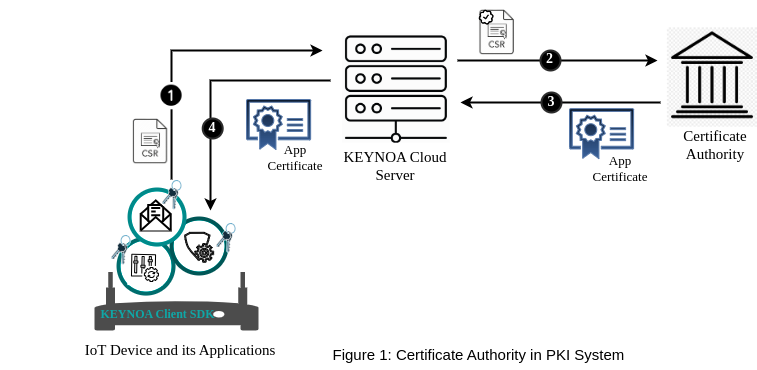 CSR
2
1
3
4
CSR
App
Certificate
KEYNOA Cloud
Server
App
Certificate
Certificate
Authority
KEYNOA Client SDK
IoT Device and its Applications
Figure 1: Certificate Authority in PKI System